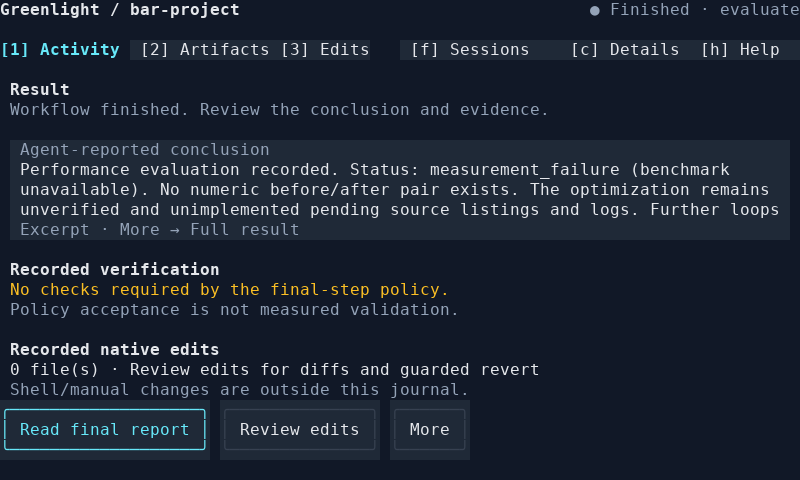 Greenlight / bar-project ● Finished · evaluate
[1] Activity [2] Artifacts [3] Edits [f] Sessions [c] Details [h] Help
Result
Workflow finished. Review the conclusion and evidence.
Agent-reported conclusion
Performance evaluation recorded. Status: measurement_failure (benchmark
unavailable). No numeric before/after pair exists. The optimization remains
unverified and unimplemented pending source listings and logs. Further loops
Excerpt · More → Full result
Recorded verification
No checks required by the final-step policy.
Policy acceptance is not measured validation.
Recorded native edits
0 file(s) · Review edits for diffs and guarded revert
Shell/manual changes are outside this journal.
Read final report Review edits More